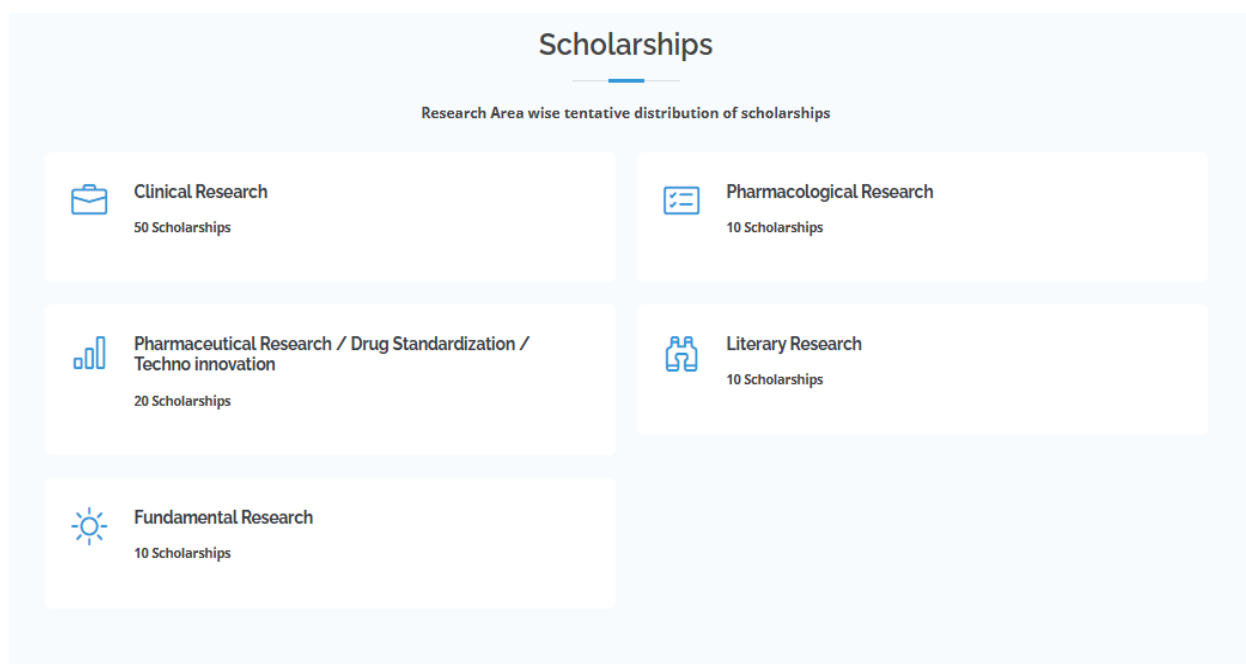 Scholarships
Research Area wise tentative distribution of scholarships
Clinical Research
50 Scholarships
Pharmacological Research
10 Scholarships
Pharmaceutical Research / Drug Standardization /
Techno innovation
20 Scholarships
Literary Research
10 Scholarships
Fundamental Research
10 Scholarships